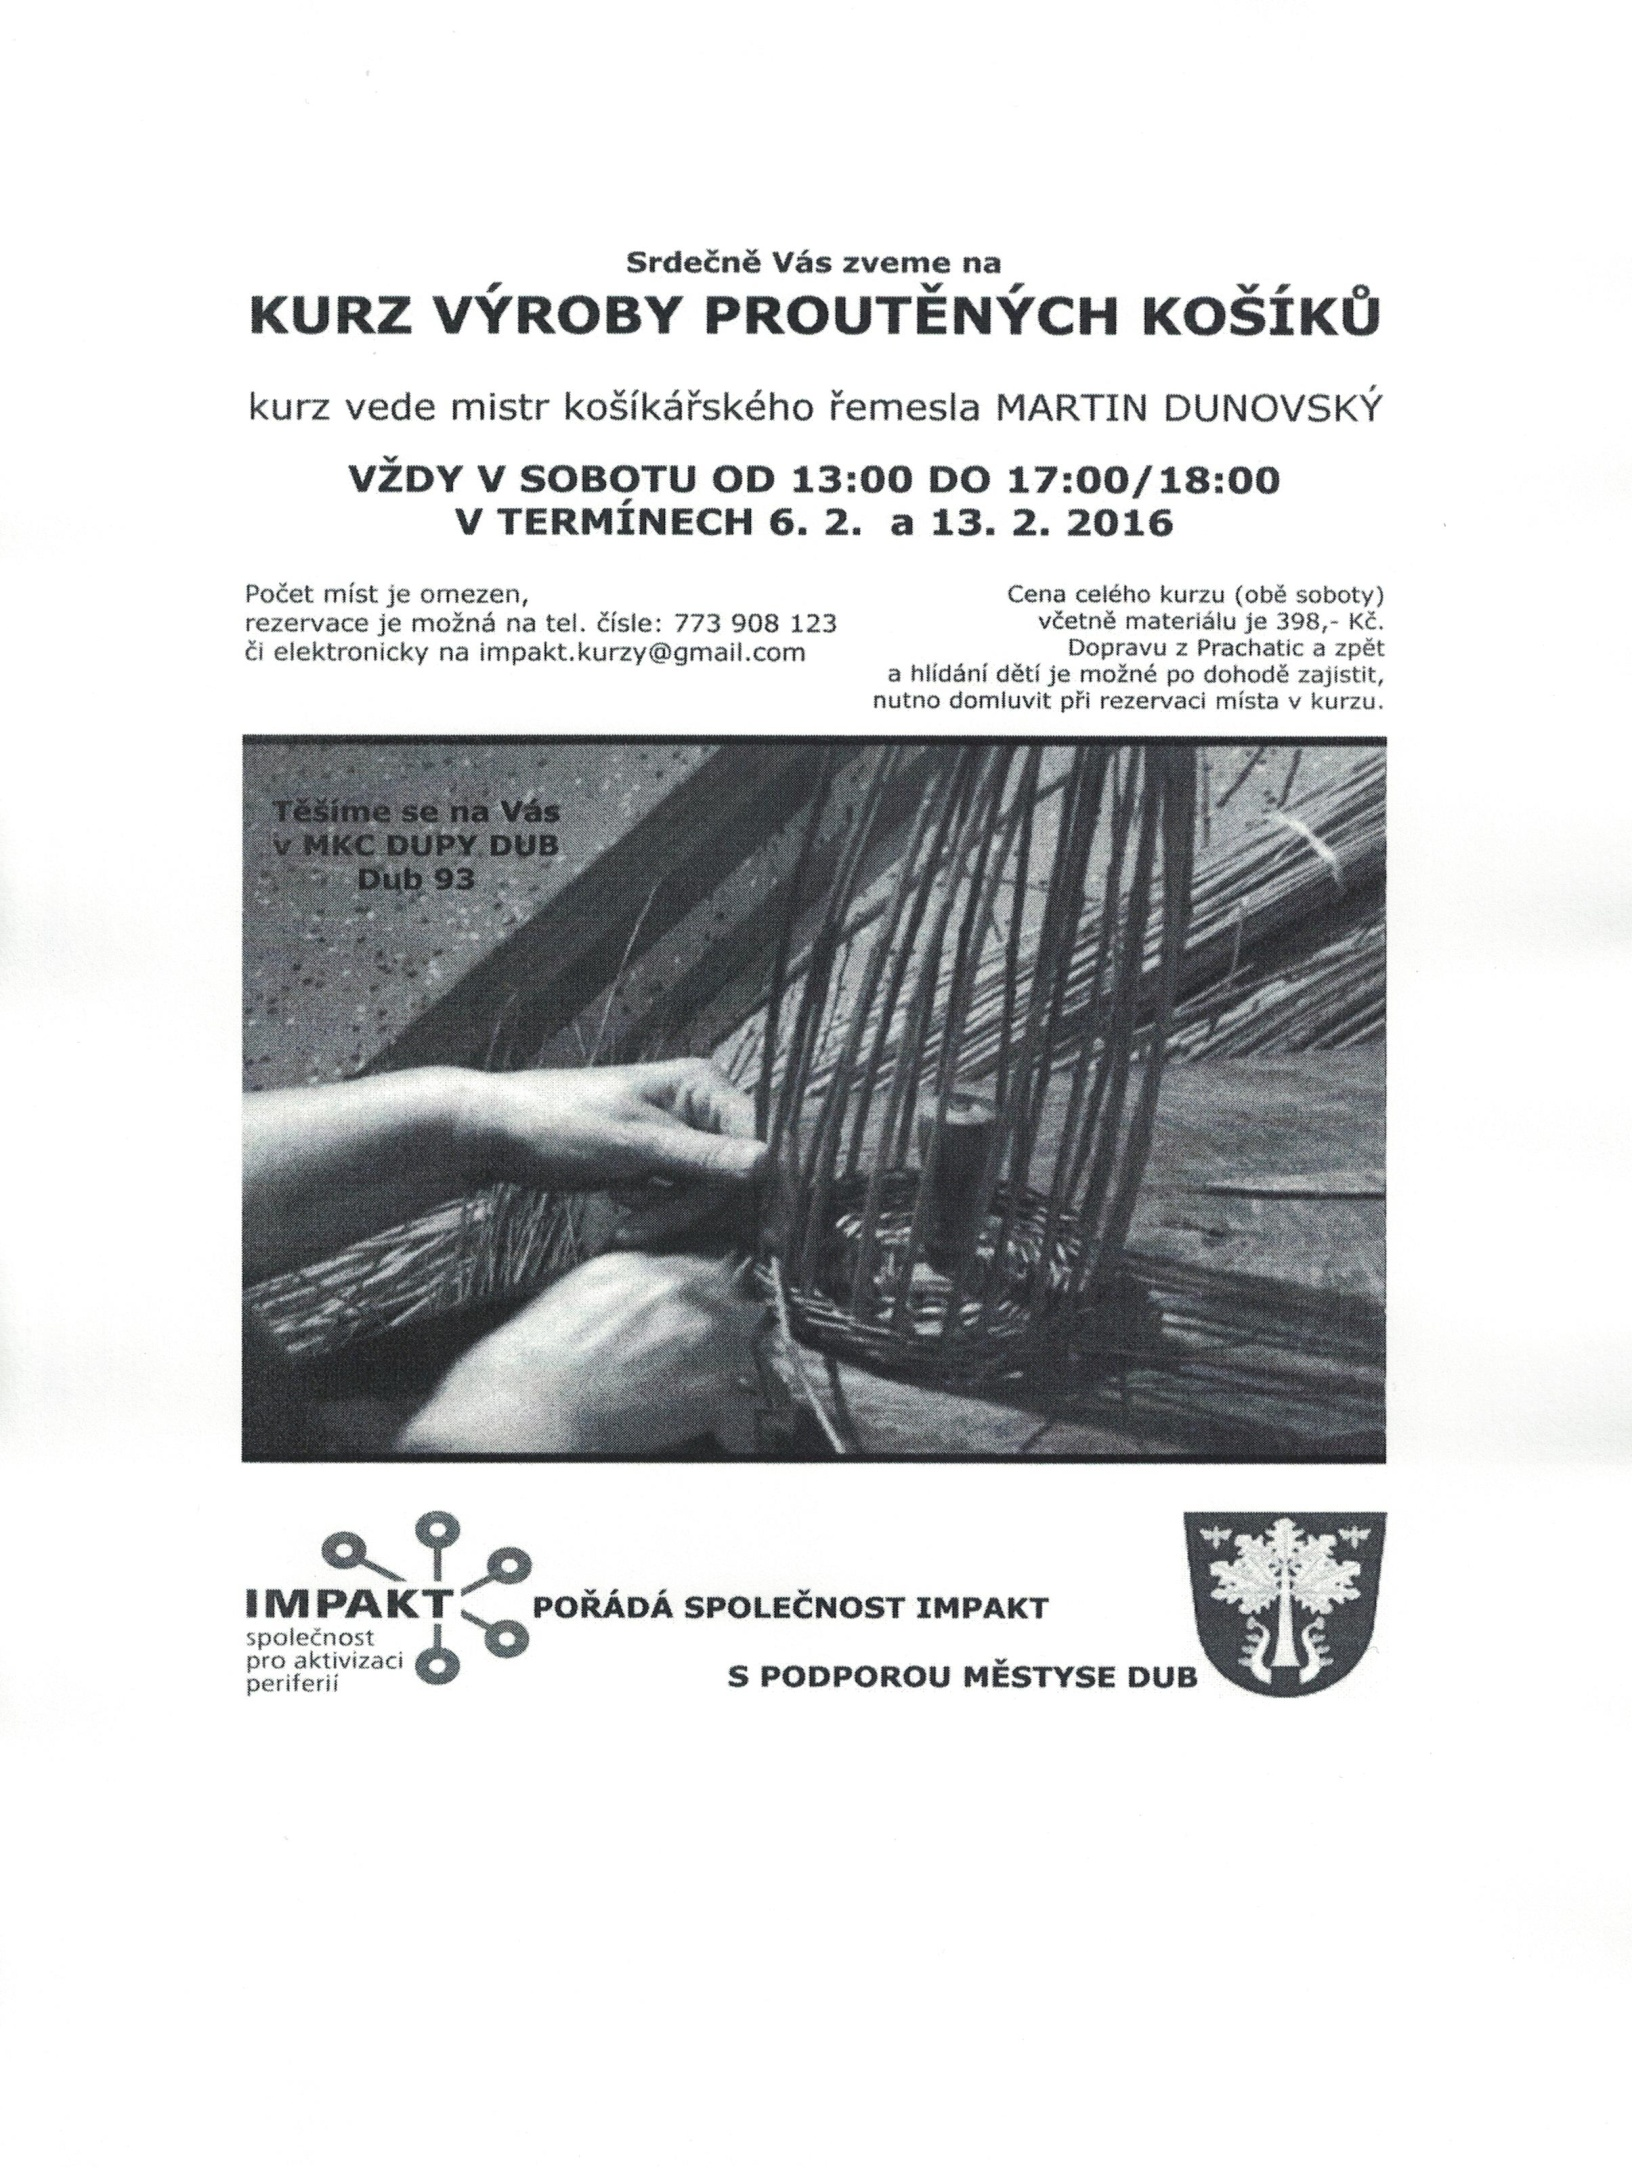 Srdečně Vás zveme na
KURZ VÝROBY PROUTĚNÝCH KOŠÍKŮ
kurz vede mistr košíkářského řemesla MARTIN DUNOVSKÝ
VŽDY V SOBOTU OD 13:00 DO 17:00/18:00
V TERMÍNECH 6. 2. a 13. 2. 2016
Počet míst je omezen,
rezervace je možná na tel. čísle: 773 908 123
či elektronicky na impakt.kurzy@gmail.com
Cena celého kurzu (obě soboty)
včetně materiálu je 398,- Kč.
Dopravu z Prachatic a zpět
a hlídání dětí je možné po dohodě zajistit,
nutno domluvit při rezervaci místa v kurzu.
Těšíme se na Vás
v MKC DUPY DUB
Dub 93
IMPAKT
společnost
pro aktivizaci
periferií
POŘÁDÁ SPOLEČNOST IMPAKT
S PODPOROU MĚSTYSE DUB